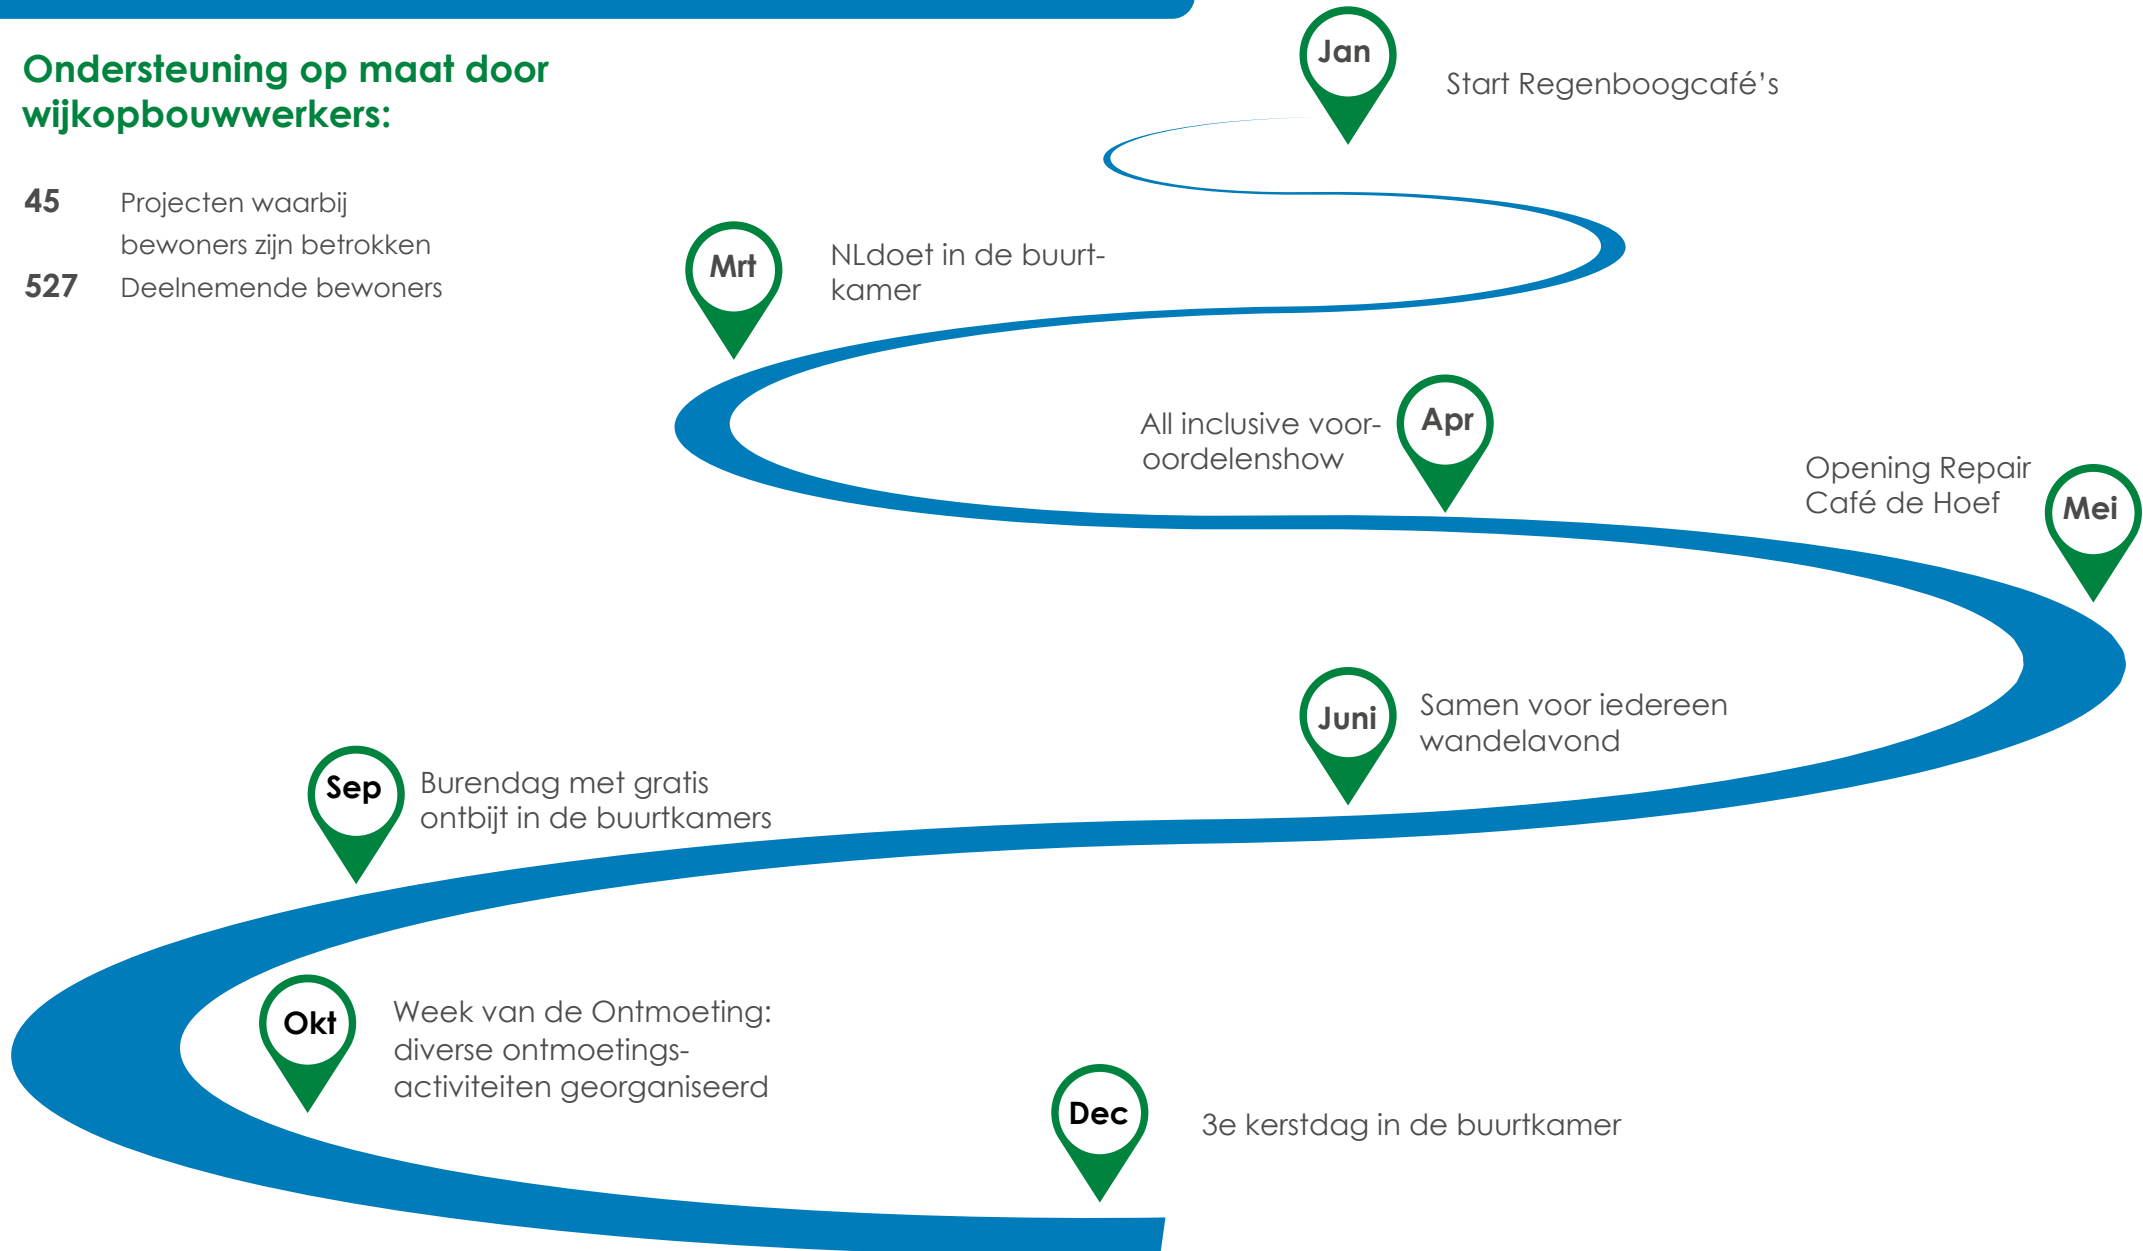 Ondersteuning op maat door
wijkopbouwwerkers:
45 Projecten waarbij
bewoners zijn betrokken
527 Deelnemende bewoners
Jan
Start Regenboogcafé's
Mrt
NLdoet in de buurt-
kamer
Apr
All inclusive voor-
oordelenshow
Mei
Opening Repair
Café de Hoef
Juni
Samen voor iedereen
wandelavond
Sep
Burendag met gratis
ontbijt in de buurtkamers
Okt
Week van de Ontmoeting:
diverse ontmoetings-
activiteiten georganiseerd
Dec
3e kerstdag in de buurtkamer